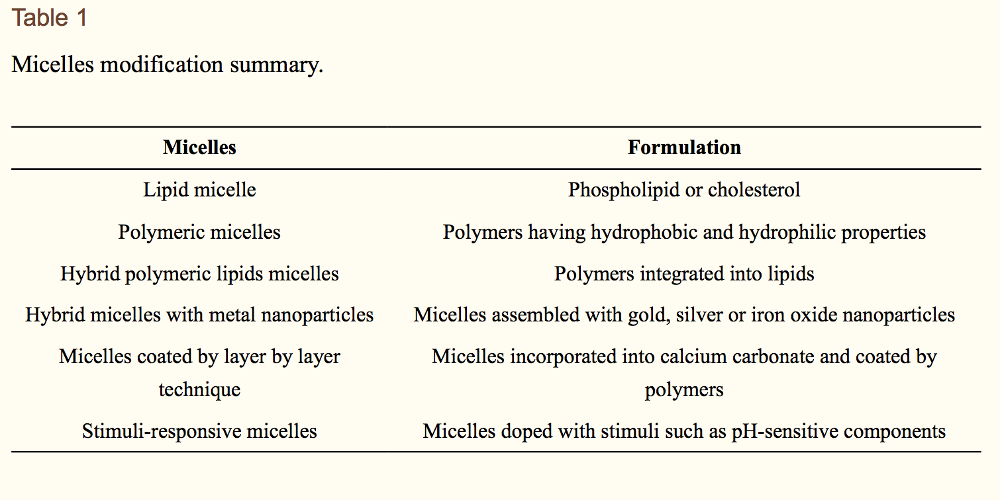 Table 1
Micelles modification summary.
Micelles Formulation
Lipid micelle Phospholipid or cholesterol
Polymeric micelles Polymers having hydrophobic and hydrophilic properties
Hybrid polymeric lipids micelles Polymers integrated into lipids
Hybrid micelles with metal nanoparticles Micelles assembled with gold, silver or iron oxide nanoparticles
Micelles coated by layer by layer Micelles incorporated into calcium carbonate and coated by
technique polymers
Stimuli-responsive micelles Micelles doped with stimuli such as pH-sensitive components